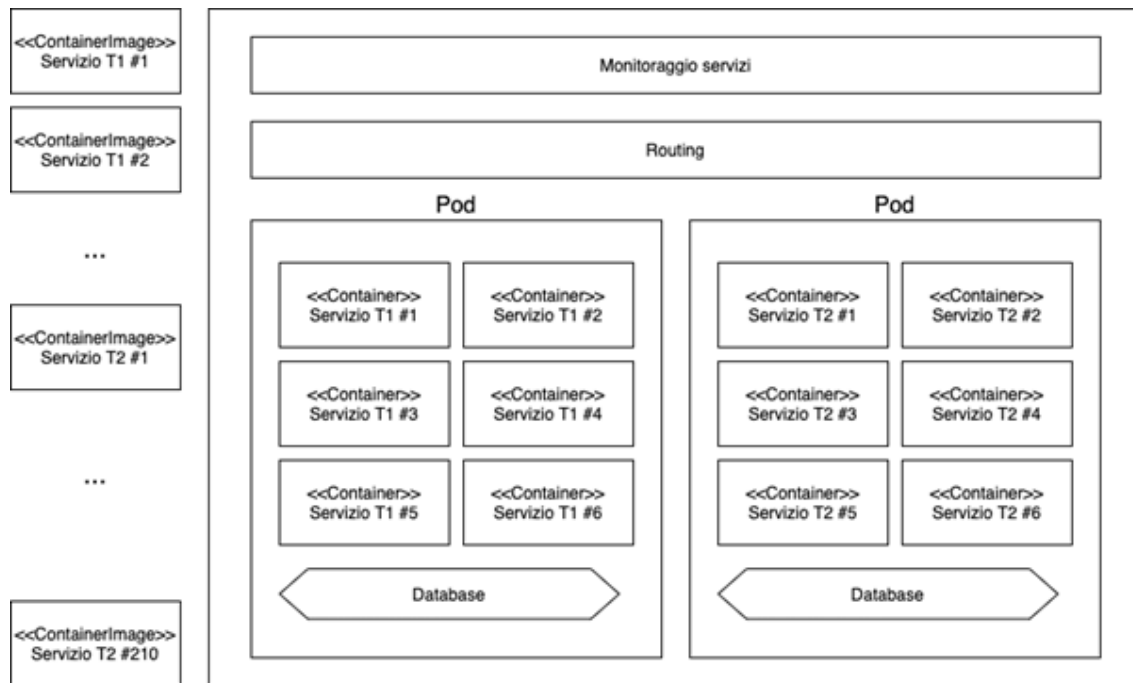 <<ContainerImage>>
Servizio T1 #1
<<ContainerImage>>
Servizio T1 #2
...
<<ContainerImage>>
Servizio T2 #1
...
<<ContainerImage>>
Servizio T2 #210
Monitoraggio servizi
Routing
Pod
<<Container>>
Servizio T1 #1
<<Container>>
Servizio T1 #2
<<Container>>
Servizio T1 #3
<<Container>>
Servizio T1 #4
<<Container>>
Servizio T1 #5
<<Container>>
Servizio T1 #6
Database
Pod
<<Container>>
Servizio T2 #1
<<Container>>
Servizio T2 #2
<<Container>>
Servizio T2 #3
<<Container>>
Servizio T2 #4
<<Container>>
Servizio T2 #5
<<Container>>
Servizio T2 #6
Database